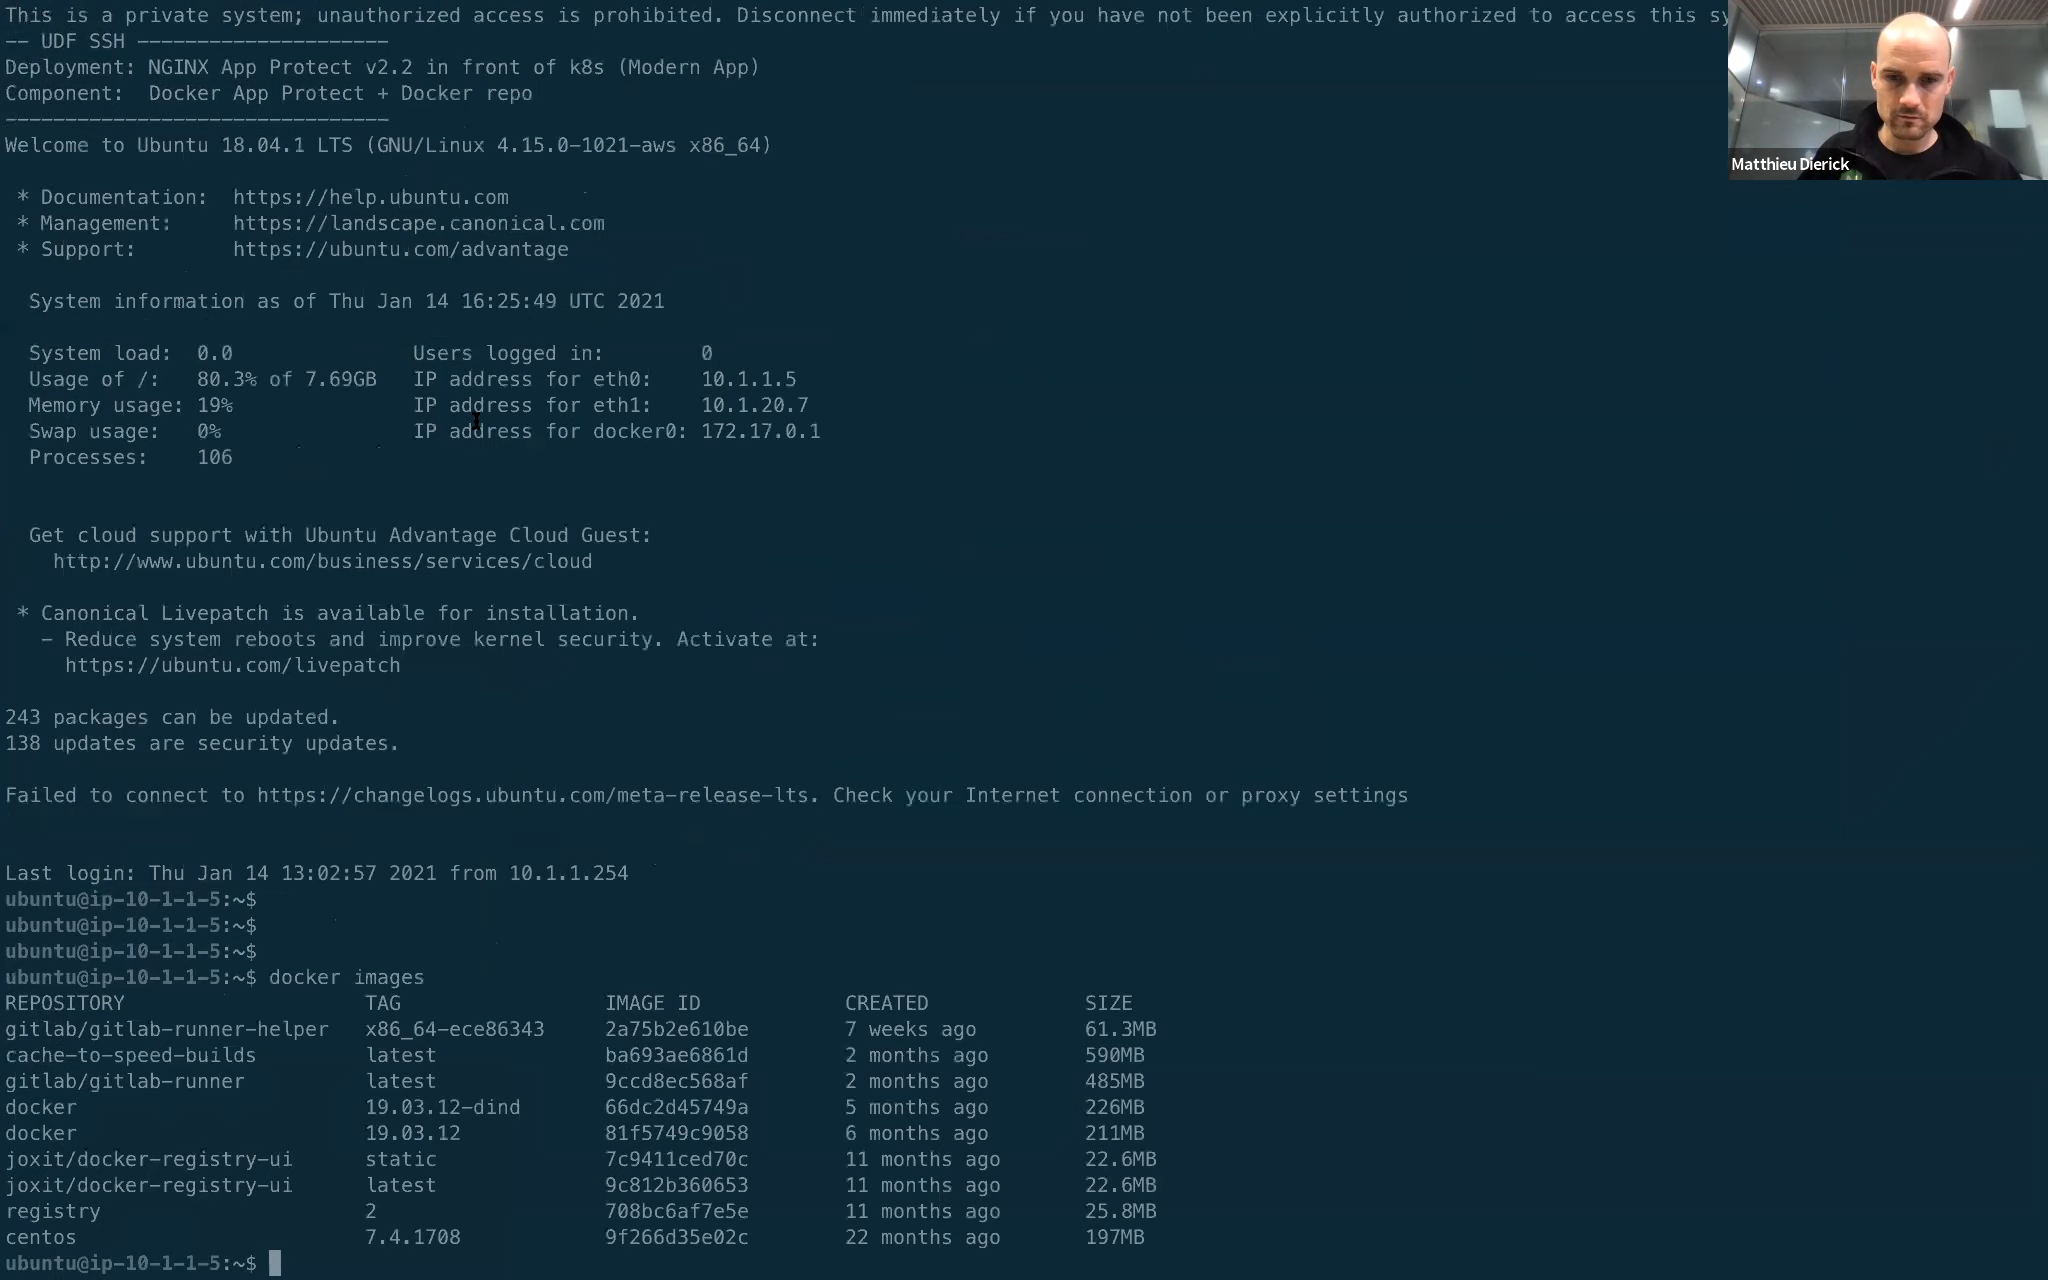 This is a private system; unauthorized access is prohibited. Disconnect immediately if you have not been explicitly authorized to access this sy
-- UDF SSH ---------------------
Deployment: NGINX App Protect v2.2 in front of k8s (Modern App)
Component:  Docker App Protect + Docker repo
--------------------------------
Welcome to Ubuntu 18.04.1 LTS (GNU/Linux 4.15.0-1021-aws x86_64)
Matthieu Dierick
 * Documentation:  https://help.ubuntu.com
 * Management:     https://landscape.canonical.com
 * Support:        https://ubuntu.com/advantage
  System information as of Thu Jan 14 16:25:49 UTC 2021
  System load:  0.0               Users logged in:        0
  Usage of /:   80.3% of 7.69GB   IP address for eth0:    10.1.1.5
  Memory usage: 19%               IP address for eth1:    10.1.20.7
  Swap usage:   0%                IP address for docker0: 172.17.0.1
  Processes:    106
  Get cloud support with Ubuntu Advantage Cloud Guest:
    http://www.ubuntu.com/business/services/cloud
 * Canonical Livepatch is available for installation.
   - Reduce system reboots and improve kernel security. Activate at:
     https://ubuntu.com/livepatch
243 packages can be updated.
138 updates are security updates.
Failed to connect to https://changelogs.ubuntu.com/meta-release-lts. Check your Internet connection or proxy settings
Last login: Thu Jan 14 13:02:57 2021 from 10.1.1.254
ubuntu@ip-10-1-1-5:~$
ubuntu@ip-10-1-1-5:~$
ubuntu@ip-10-1-1-5:~$
ubuntu@ip-10-1-1-5:~$ docker images
REPOSITORY                    TAG                 IMAGE ID            CREATED             SIZE
gitlab/gitlab-runner-helper   x86_64-ece86343     2a75b2e610be        7 weeks ago         61.3MB
cache-to-speed-builds         latest              ba693ae6861d        2 months ago        590MB
gitlab/gitlab-runner          latest              9ccd8ec568af        2 months ago        485MB
docker                        19.03.12-dind       66dc2d45749a        5 months ago        226MB
docker                        19.03.12            81f5749c9058        6 months ago        211MB
joxit/docker-registry-ui      static              7c9411ced70c        11 months ago       22.6MB
joxit/docker-registry-ui      latest              9c812b360653        11 months ago       22.6MB
registry                      2                   708bc6af7e5e        11 months ago       25.8MB
centos                        7.4.1708            9f266d35e02c        22 months ago       197MB
ubuntu@ip-10-1-1-5:~$